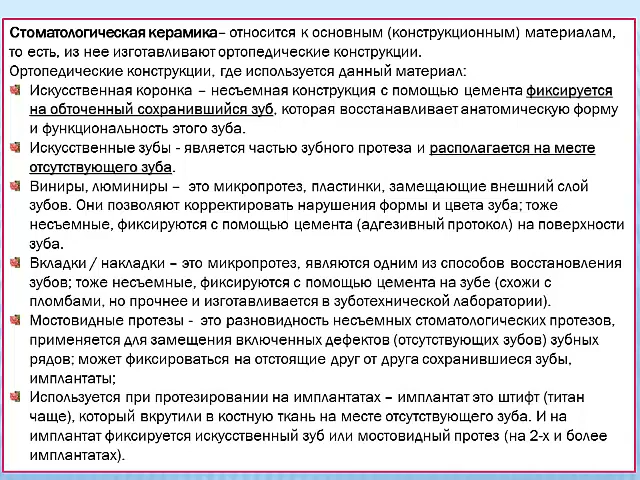 Стоматологическая керамика– относится к основным (конструкционным) материалам,
то есть, из нее изготавливают ортопедические конструкции.
Ортопедические конструкции, где используется данный материал:
Искусственная коронка – несъемная конструкция с помощью цемента фиксируется
на обточенный сохранившийся зуб, которая восстанавливает анатомическую форму
и функциональность этого зуба.
Искусственные зубы - является частью зубного протеза и располагается на месте
отсутствующего зуба.
Виниры, люминиры – это микропротез, пластинки, замещающие внешний слой
зубов. Они позволяют корректировать нарушения формы и цвета зуба; тоже
несъемные, фиксируются с помощью цемента (адгезивный протокол) на поверхности
зуба.
Вкладки / накладки – это микропротез, являются одним из способов восстановления
зубов; тоже несъемные, фиксируются с помощью цемента на зубе (схожи с
пломбами, но прочнее и изготавливается в зуботехнической лаборатории).
Мостовидные протезы - это разновидность несъемных стоматологических протезов,
применяется для замещения включенных дефектов (отсутствующих зубов) зубных
рядов; может фиксироваться на отстоящие друг от друга сохранившиеся зубы,
имплантаты;
Используется при протезировании на имплантатах – имплантат это штифт (титан
чаще), который вкрутили в костную ткань на месте отсутствующего зуба. И на
имплантат фиксируется искусственный зуб или мостовидный протез (на 2-х и более
имплантатах).